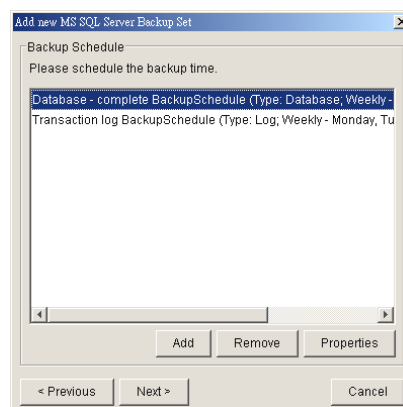 Add new MS SQL Server Backup Set
Backup Schedule
Please schedule the backup time.
Database - complete BackupSchedule (Type: Database; Weekly -
Transaction log BackupSchedule (Type: Log; Weekly - Monday, Tu
Add Remove Properties
< Previous Next > Cancel